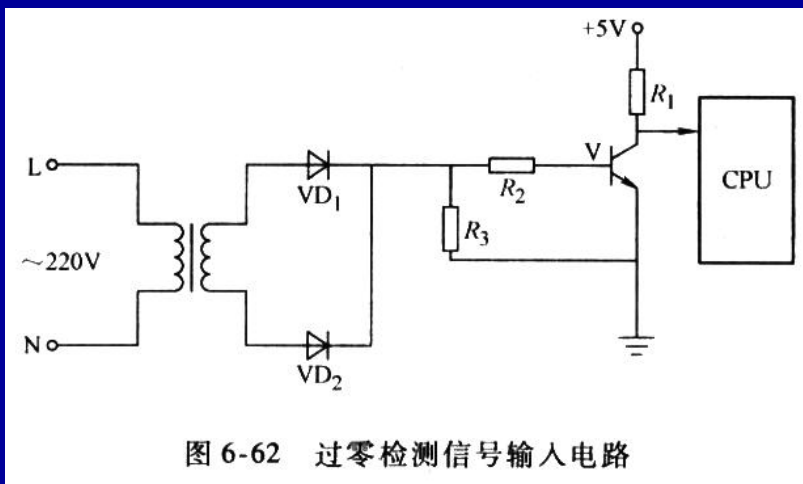 +5V
R1
L
VD1
V
R2
CPU
R3
～220V
N
VD2
图 6-62 过零检测信号输入电路